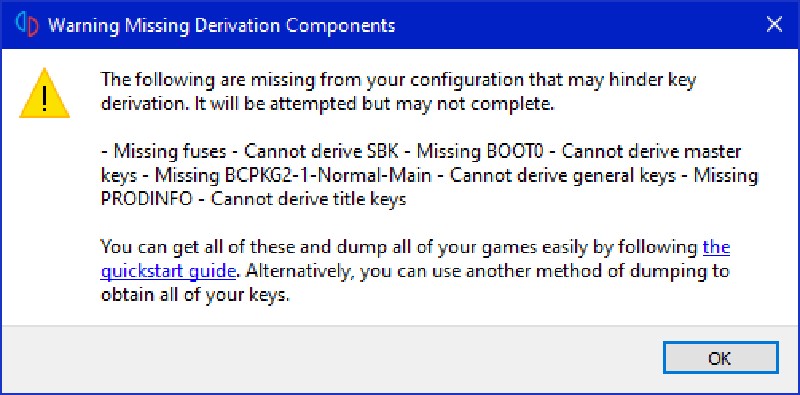 Warning Missing Derivation Components
The following are missing from your configuration that may hinder key
derivation. It will be attempted but may not complete.
- Missing fuses - Cannot derive SBK - Missing BOOT0 - Cannot derive master
keys - Missing BCPKG2-1-Normal-Main - Cannot derive general keys - Missing
PRODINFO - Cannot derive title keys
You can get all of these and dump all of your games easily by following the
quickstart guide. Alternatively, you can use another method of dumping to
obtain all of your keys.
OK